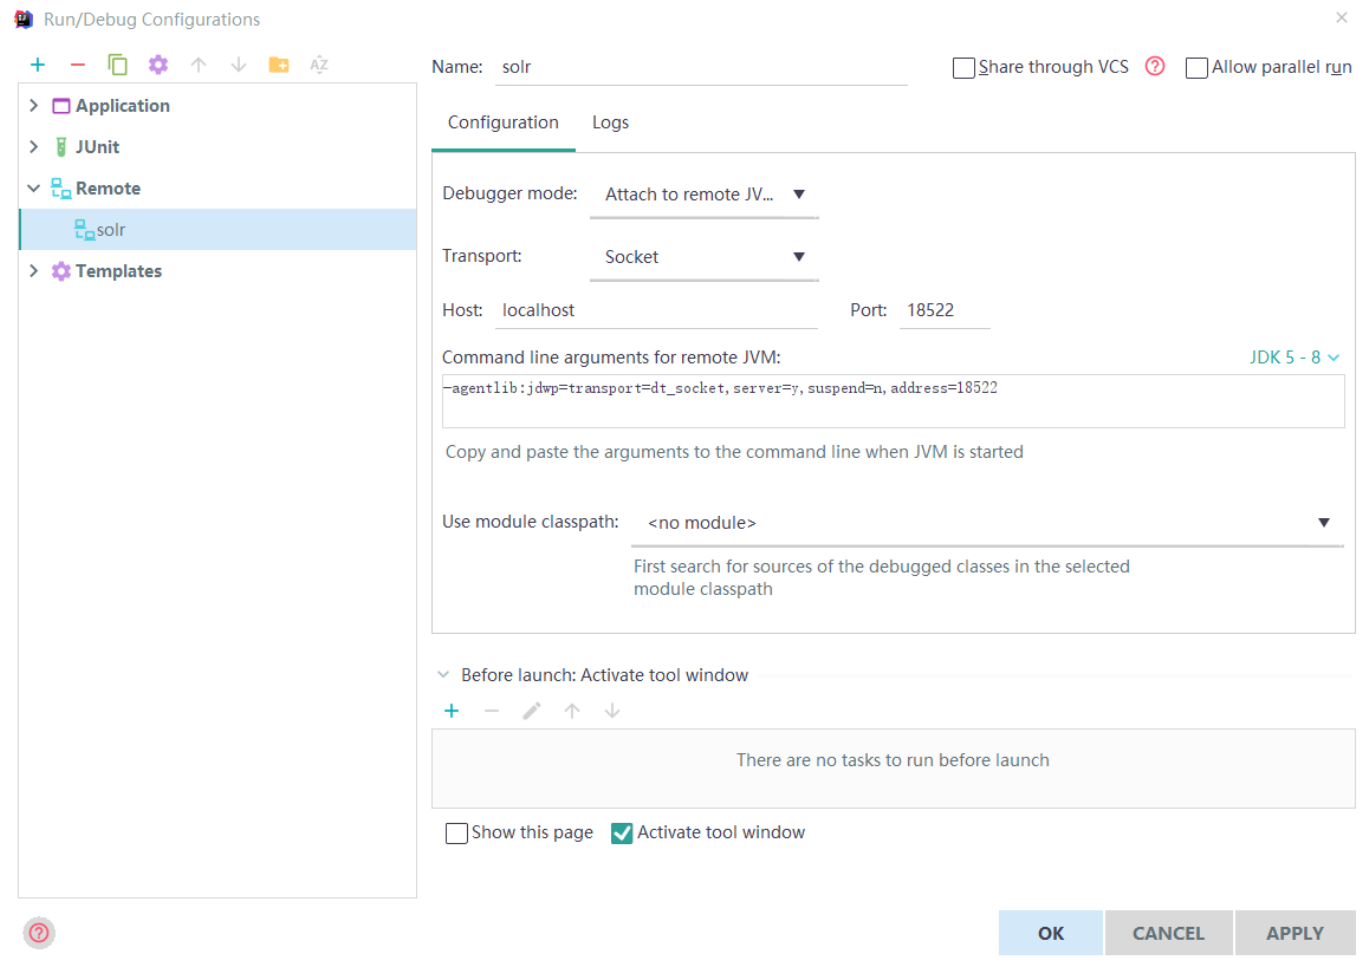 Run/Debug Configurations
Name: solr
Share through VCS
Allow parallel run
Application
JUnit
Remote
solr
Templates
Configuration
Logs
Debugger mode: Attach to remote JV...
Transport: Socket
Host: localhost
Port: 18522
Command line arguments for remote JVM:
JDK 5 - 8
-agentlib:jdwp=transport=dt_socket,server=y,suspend=n,address=18522
Copy and paste the arguments to the command line when JVM is started
Use module classpath: <no module>
First search for sources of the debugged classes in the selected
module classpath
Before launch: Activate tool window
There are no tasks to run before launch
Show this page
Activate tool window
OK
CANCEL
APPLY